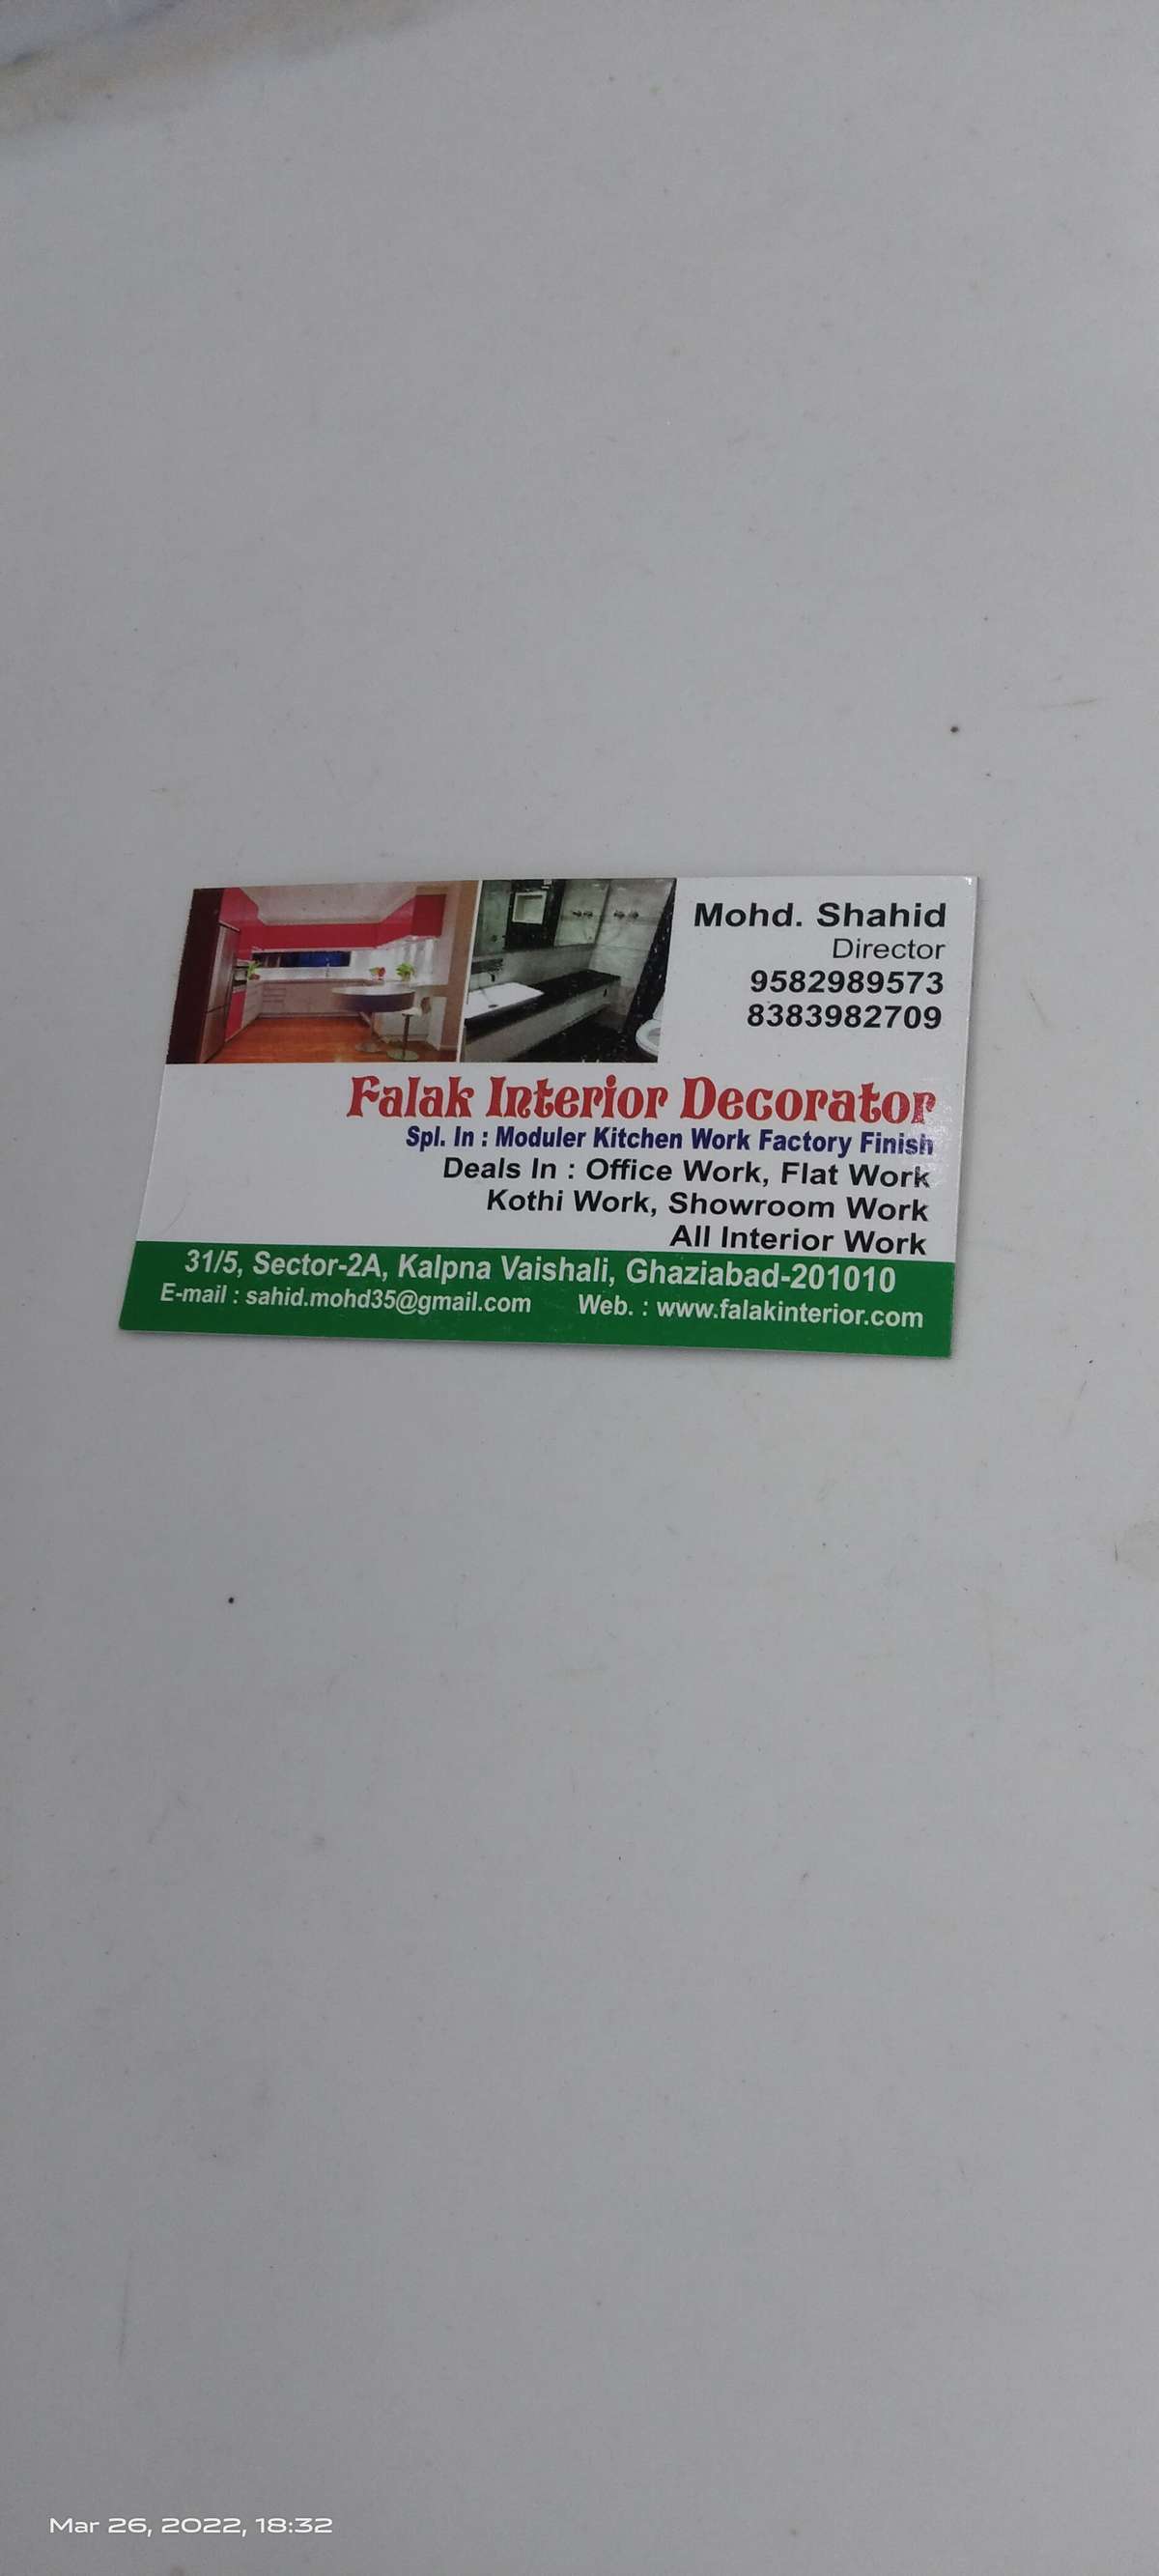 Mohd. Shahid
Director
9582989573
8383982709
Falak Interior Decorator
Spl. In : Moduler Kitchen Work Factory Finish
Deals In : Office Work, Flat Work
Kothi Work, Showroom Work
All Interior Work
31/5, Sector-2A, Kalpna Vaishali, Ghaziabad-201010
E-mail : sahid.mohd35@gmail.com Web. : www.falakinterior.com
Mar 26, 2022, 18:32